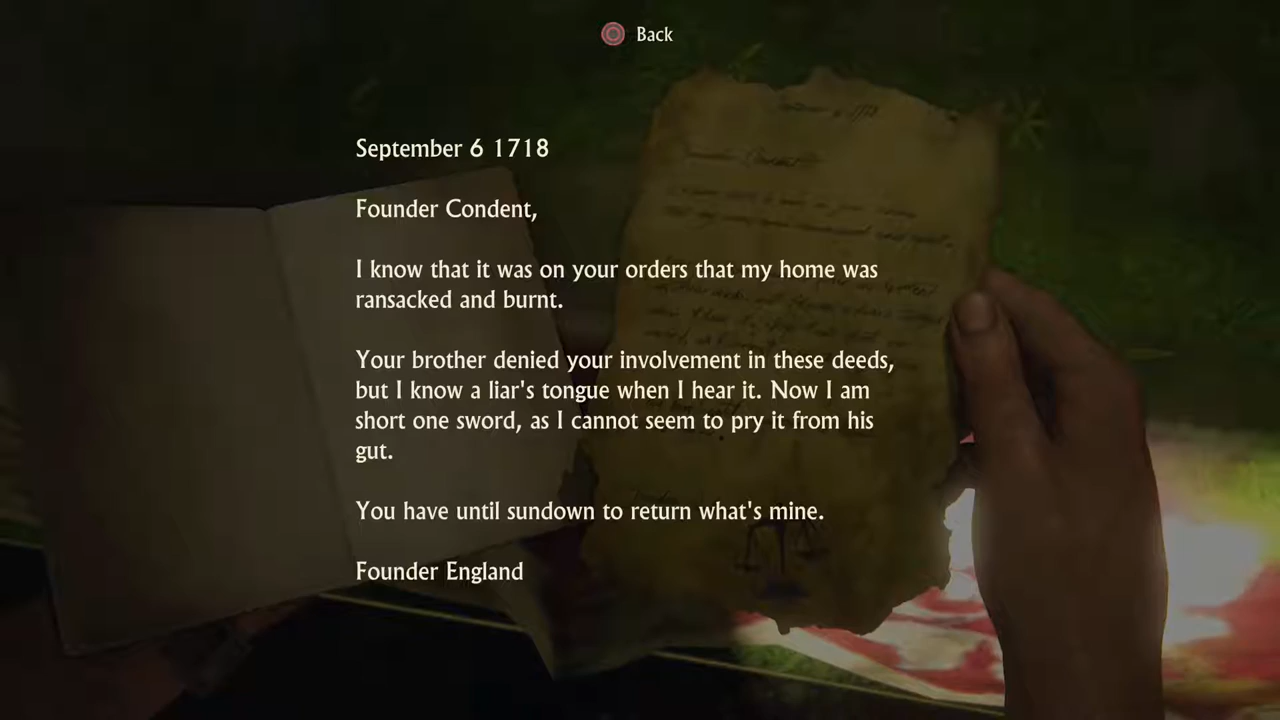 Back
September 6 1718
Founder Condent,
I know that it was on your orders that my home was
ransacked and burnt.
Your brother denied your involvement in these deeds,
but I know a liar's tongue when I hear it. Now I am
short one sword, as I cannot seem to pry it from his
gut.
You have until sundown to return what's mine.
Founder England